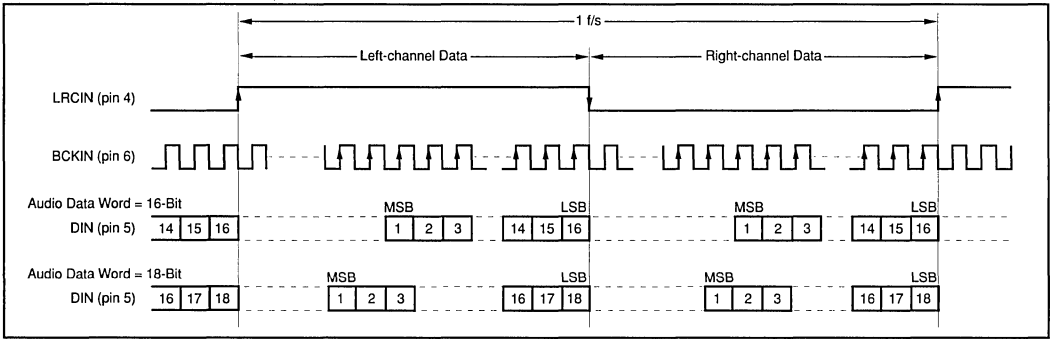 1 f/s
Left-channel Data Right-channel Data
LRCIN (pin 4)
BCKIN (pin 6)
Audio Data Word = 16-Bit MSB LSB MSB LSB
DIN (pin 5) 14 15 16 1 2 3 14 15 16 1 2 3 14 15 16
Audio Data Word = 18-Bit MSB LSB MSB LSB
DIN (pin 5) 16 17 18 1 2 3 16 17 18 1 2 3 16 17 18